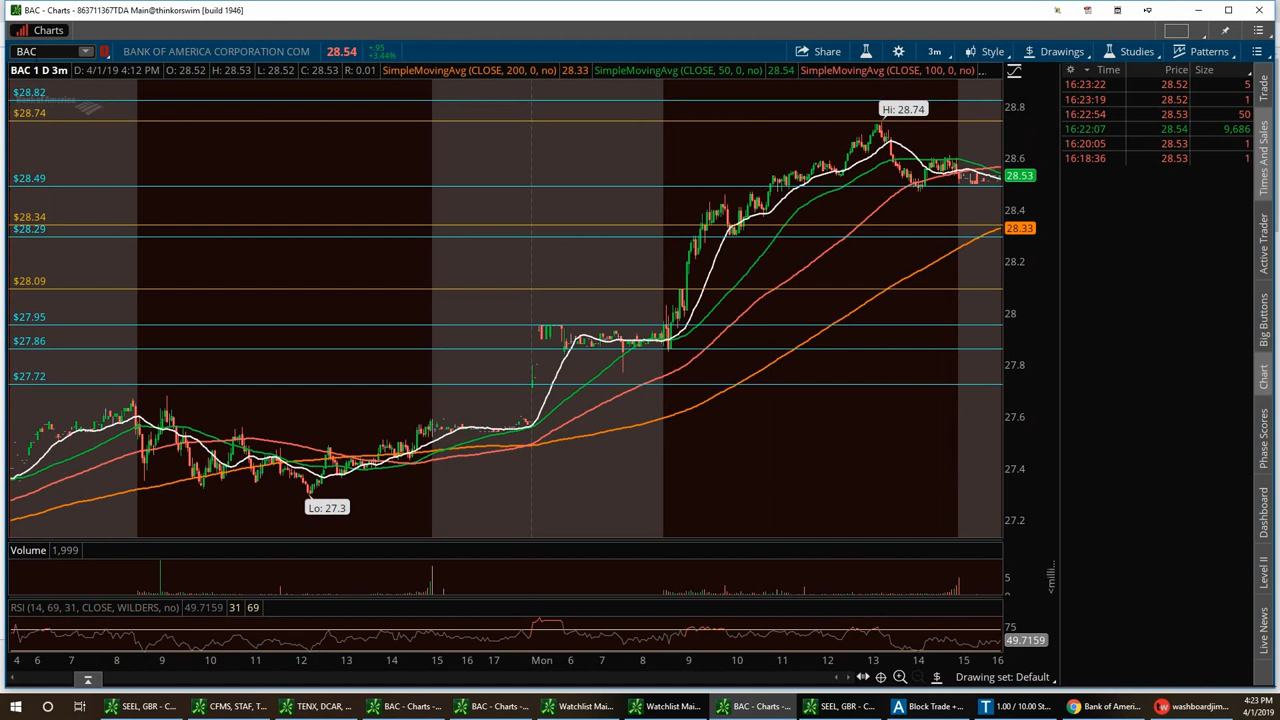 BAC - Charts - 863711367TDA Main@thinkorswim [build 1946]
Charts
BAC
BANK OF AMERICA CORPORATION COM
28.54
+.95
+3.44%
Share
3m
Style
Drawings
Studies
Patterns
BAC 1 D 3m
D: 4/1/19 4:12 PM
O: 28.52
H: 28.53
L: 28.52
C: 28.53
R: 0.01
SimpleMovingAvg (CLOSE, 200, 0, no)
28.33
SimpleMovingAvg (CLOSE, 50, 0, no)
28.54
SimpleMovingAvg (CLOSE, 100, 0, no)
...
Time
Price
Size
16:23:22 28.52 5
16:23:19 28.52 1
16:22:54 28.53 50
16:22:07 28.54 9,686
16:20:05 28.53 1
16:18:36 28.53 1
Bank of America
$28.82
$28.74
$28.49
$28.34
$28.29
$28.09
$27.95
$27.86
$27.72
Hi: 28.74
Lo: 27.3
28.8
28.6
28.53
28.4
28.33
28.2
28
27.8
27.6
27.4
27.2
Volume
1,999
5
<milli...
RSI (14, 69, 31, CLOSE, WILDERS, no)
49.7159
31
69
75
49.7159
4 6 7 8 9 10 11 12 13 14 15 16 17 Mon 6 7 8 9 10 11 12 13 14 15 16
$
Drawing set: Default
Trade
Times And Sales
Active Trader
Big Buttons
Chart
Phase Scores
Dashboard
Level II
Live News
SEEL, GBR - C...
CFMS, STAF, T...
TENX, DCAR, ...
BAC - Charts -...
BAC - Charts -...
Watchlist Mai...
Watchlist Mai...
BAC - Charts -...
SEEL, GBR - C...
Block Trade +...
1.00 / 10.00 St...
Bank of Ameri...
washboardjim...
4:23 PM
4/1/2019